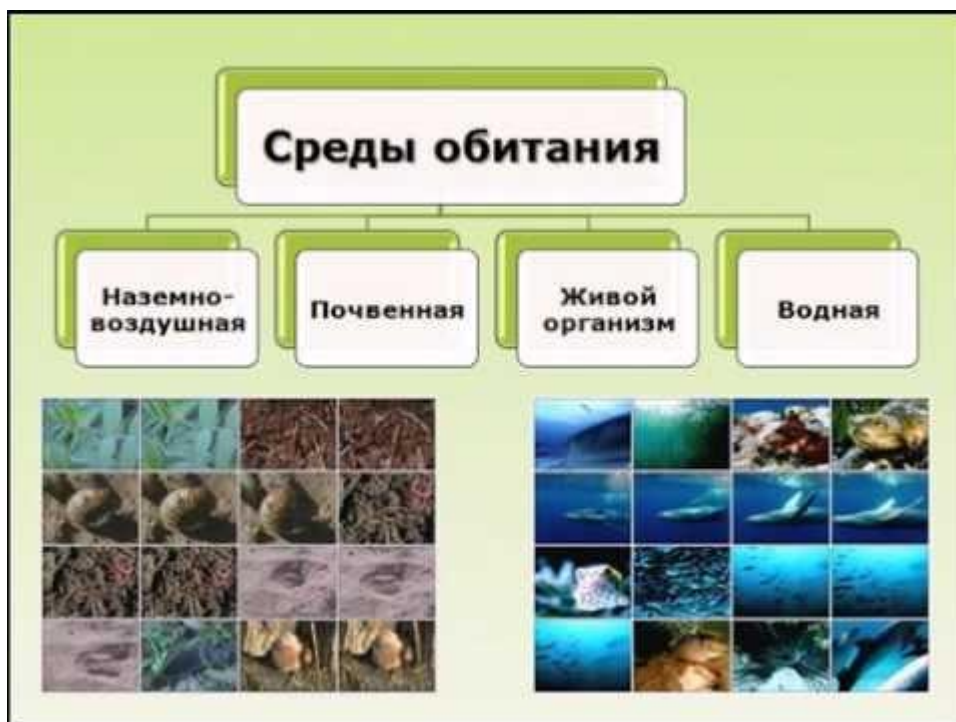 Среды обитания
Наземно-
воздушная
Почвенная
Живой
организм
Водная